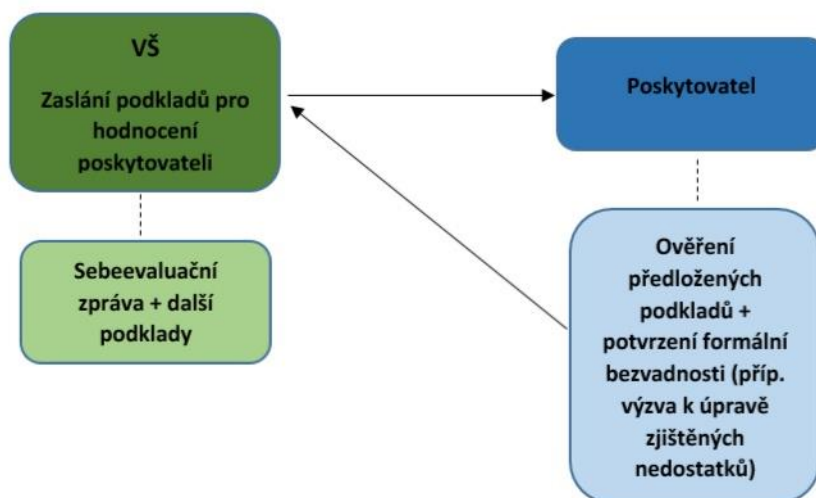 VŠ
Zaslání podkladů pro
hodnocení
poskytovateli
Sebeevaluační
zpráva + další
podklady
Poskytovatel
Ověření
předložených
podkladů +
potvrzení formální
bezvadnosti (příp.
výzva k úpravě
zjištěných
nedostatků)